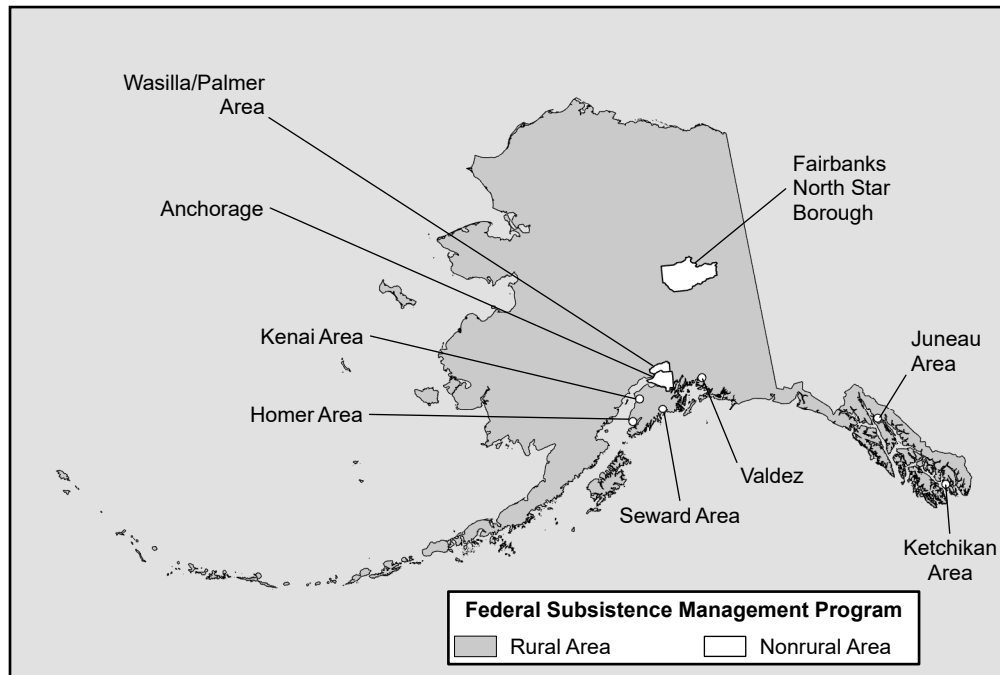 Wasilla/Palmer
Area
Fairbanks
North Star
Borough
Anchorage
Kenai Area
Juneau
Area
Homer Area
Valdez
Seward Area
Ketchikan
Area
Federal Subsistence Management Program
Rural Area
Nonrural Area